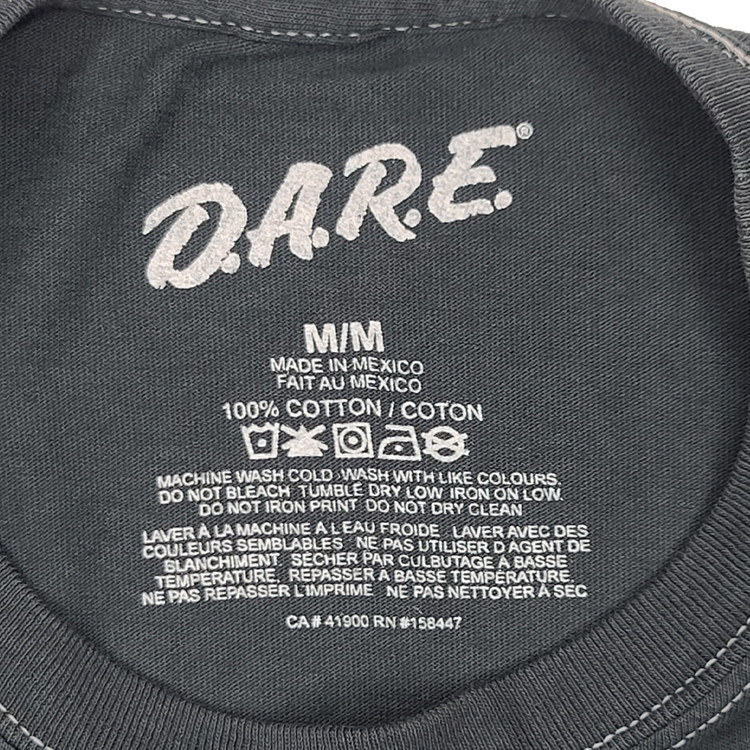 D.A.R.E.®
M/M
MADE IN MEXICO
FAIT AU MEXICO
100% COTTON / COTON
MACHINE WASH COLD WASH WITH LIKE COLOURS.
DO NOT BLEACH TUMBLE DRY LOW IRON ON LOW.
DO NOT IRON PRINT DO NOT DRY CLEAN
LAVER À LA MACHINE A L'EAU FROIDE LAVER AVEC DES
COULEURS SEMBLABLES NE PAS UTILISER D'AGENT DE
BLANCHIMENT. SÉCHER PAR CULBUTAGE À BASSE
TEMPÉRATURE. REPASSER À BASSE TEMPÉRATURE
NE PAS REPASSER L'IMPRIME NE PAS NETTOYER À SEC
CA# 41900 RN #158447